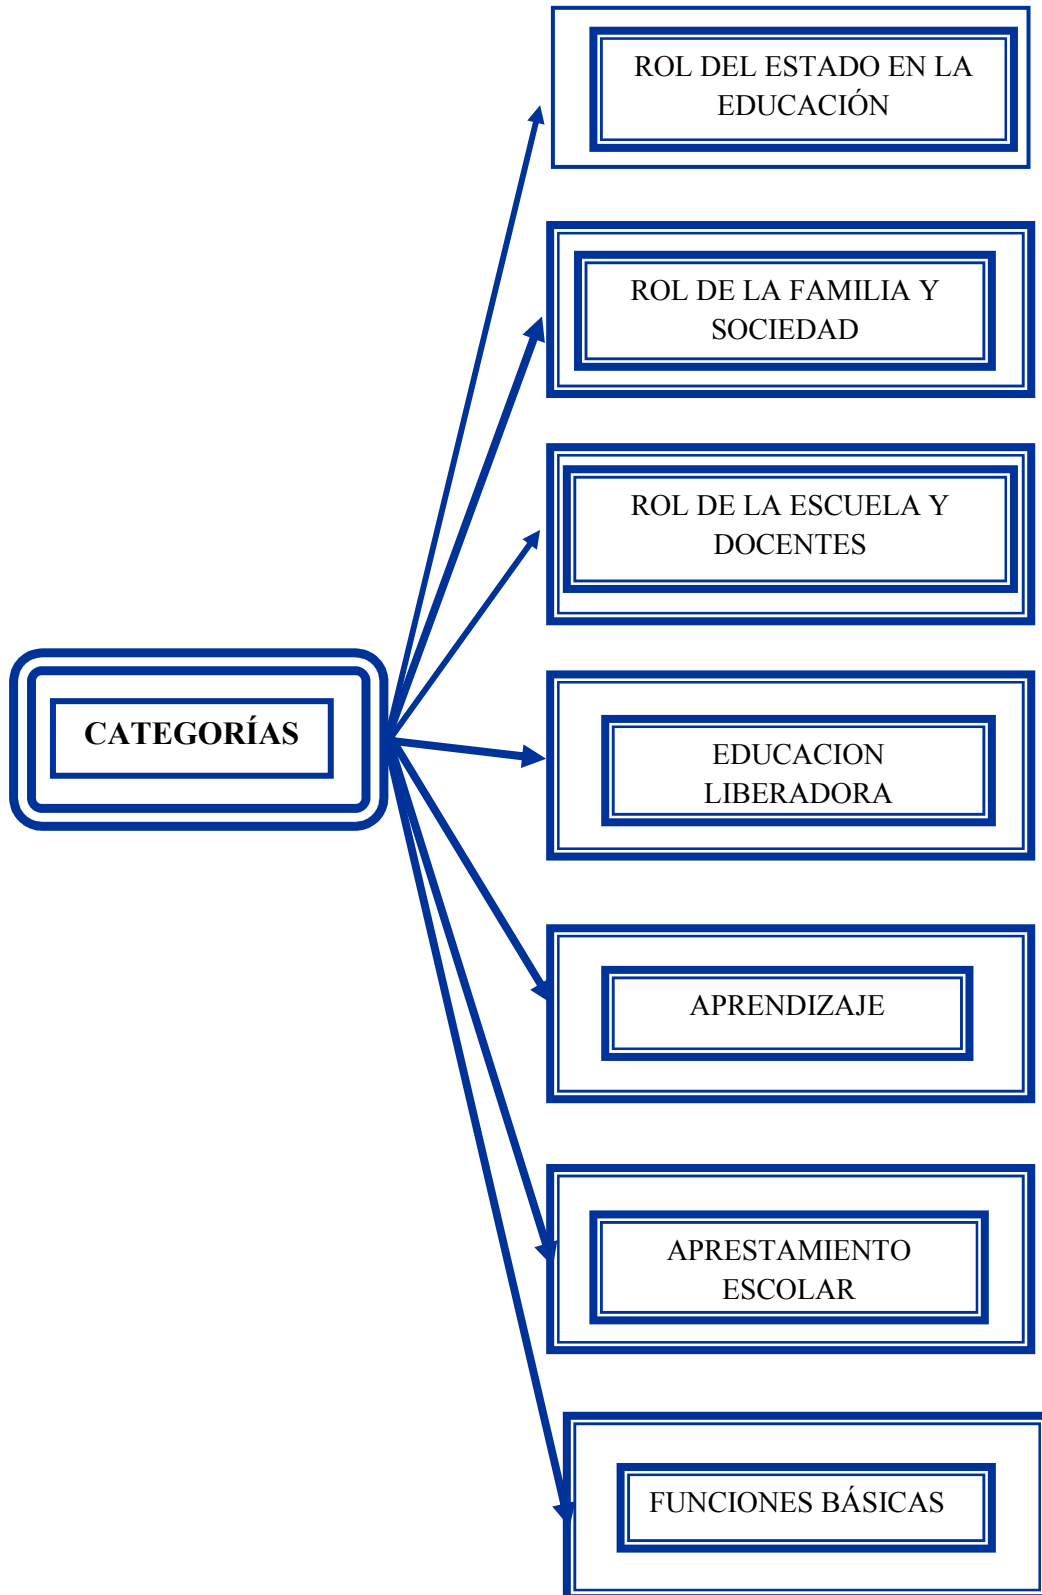 ROL DEL ESTADO EN LA
EDUCACIÓN
ROL DE LA FAMILIA Y
SOCIEDAD
ROL DE LA ESCUELA Y
DOCENTES
CATEGORÍAS
EDUCACION
LIBERADORA
APRENDIZAJE
APRESTAMIENTO
ESCOLAR
FUNCIONES BÁSICAS